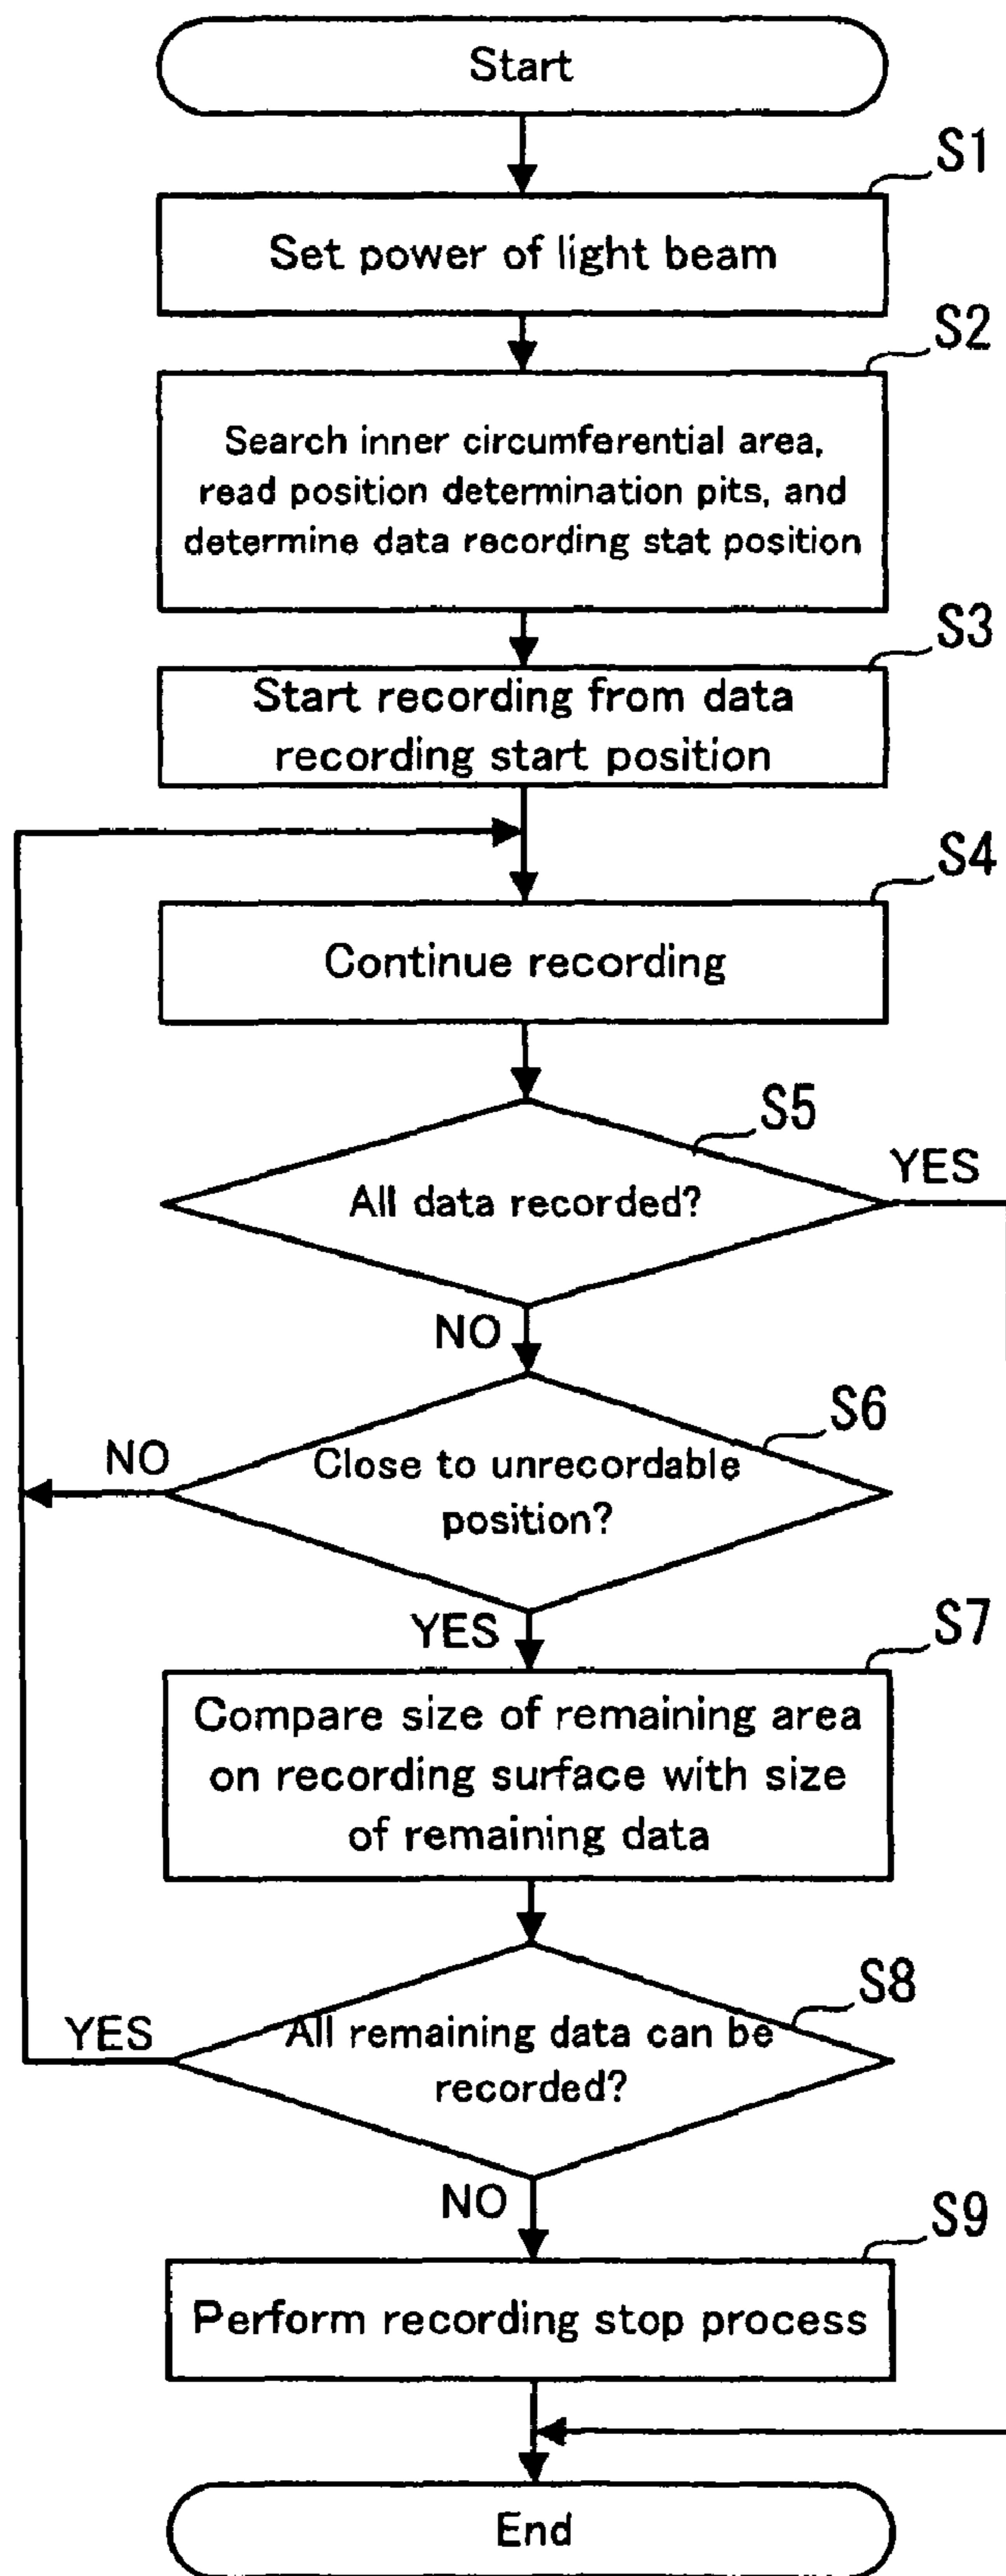 Start
S1
Set power of light beam
S2
Search inner circumferential area,
read position determination pits, and
determine data recording stat position
S3
Start recording from data
recording start position
S4
Continue recording
S5
YES
All data recorded?
NO
S6
NO
Close to unrecordable
position?
YES
S7
Compare size of remaining area
on recording surface with size
of remaining data
S8
YES
All remaining data can be
recorded?
NO
S9
Perform recording stop process
End